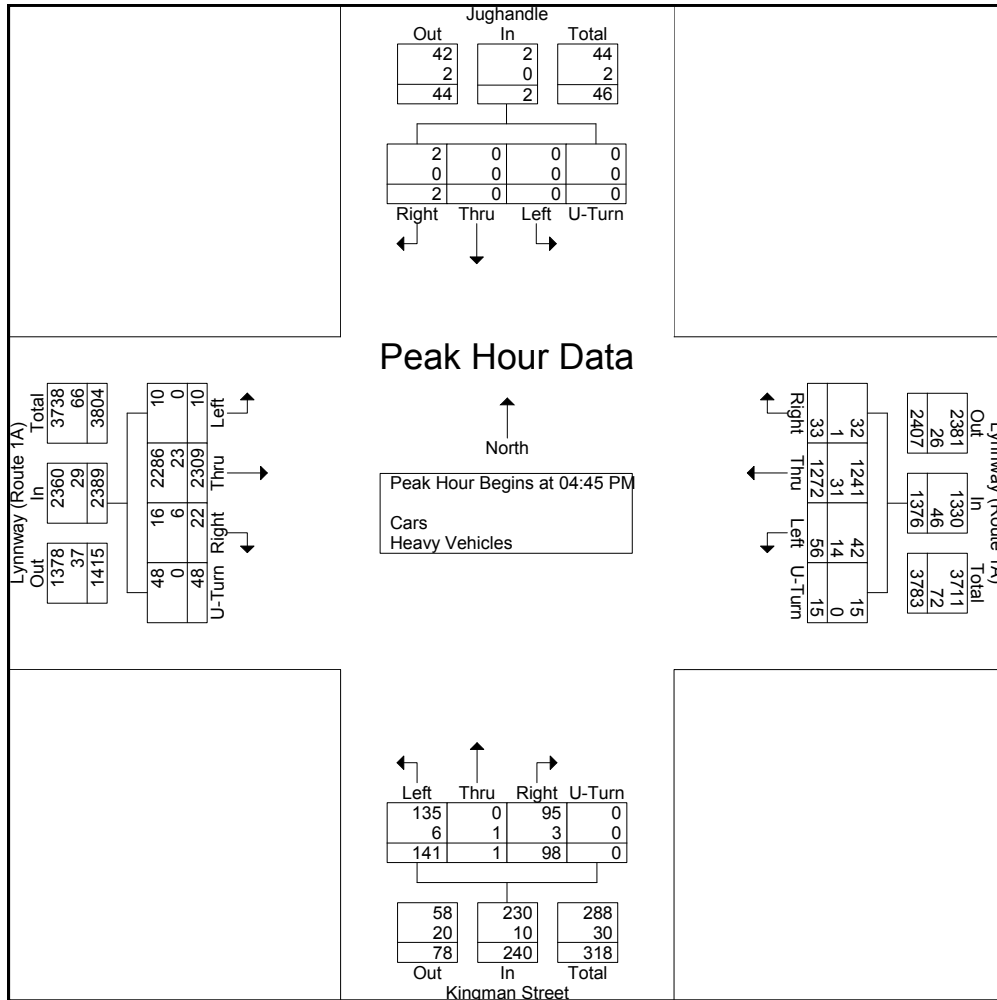 Jughandle
Out In Total
42 2 44
2 0 2
44 2 46
2 0 0 0
0 0 0 0
2 0 0 0
Right Thru Left U-Turn
Peak Hour Data
North
Peak Hour Begins at 04:45 PM
Cars
Heavy Vehicles
Lynnway (Route 1A)
Total In Out
3738 2360 1378
66 29 37
3804 2389 1415
10 2286 16 48
0 23 6 0
10 2309 22 48
Left Thru Right U-Turn
Lynnway (Route 1A)
Out In Total
2381 1330 3711
26 46 72
2407 1376 3783
32 1241 42 15
1 31 14 0
33 1272 56 15
Right Thru Left U-Turn
Left Thru Right U-Turn
135 0 95 0
6 1 3 0
141 1 98 0
58 230 288
20 10 30
78 240 318
Out In Total
Kingman Street